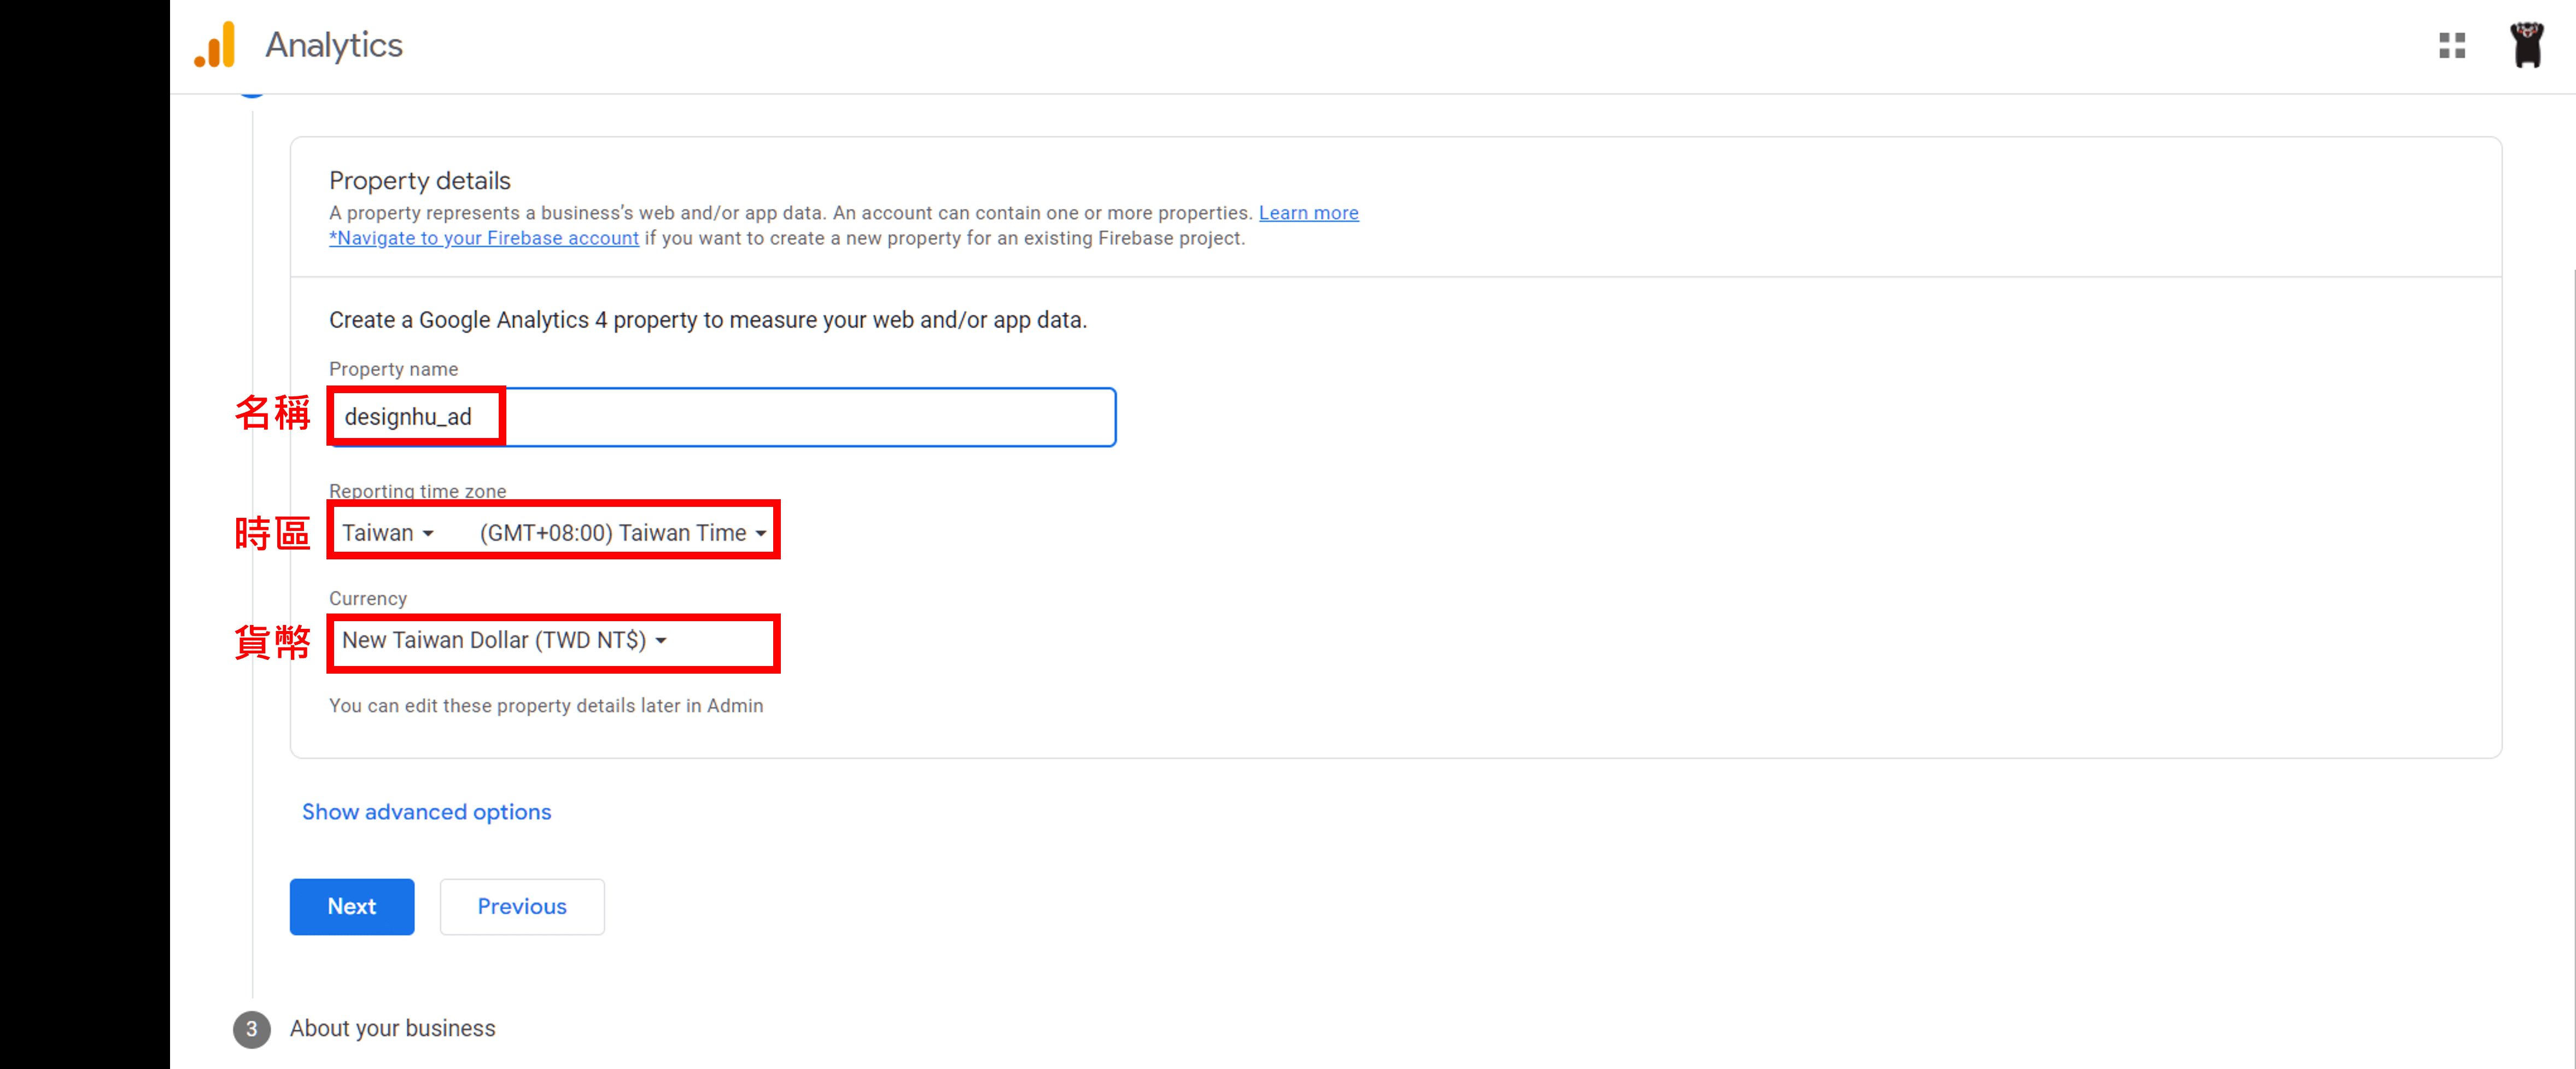 Analytics
Property details
A property represents a business's web and/or app data. An account can contain one or more properties. Learn more
*Navigate to your Firebase account if you want to create a new property for an existing Firebase project.
Create a Google Analytics 4 property to measure your web and/or app data.
Property name
名稱 designhu_ad
Reporting time zone
時區 Taiwan (GMT+08:00) Taiwan Time
Currency
貨幣 New Taiwan Dollar (TWD NT$)
You can edit these property details later in Admin
Show advanced options
Next Previous
3 About your business